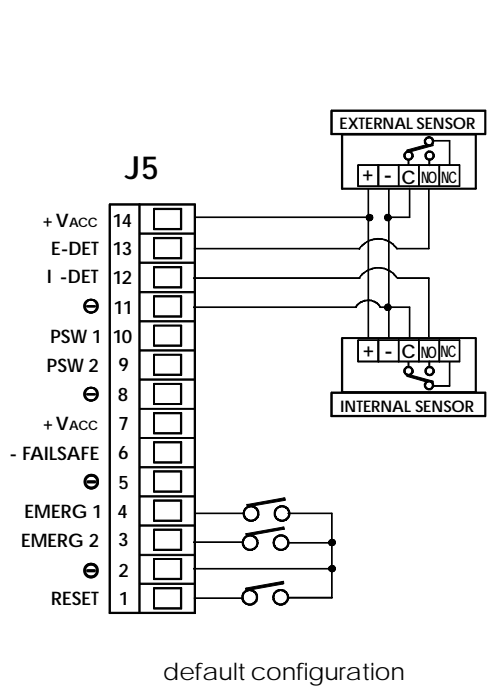 EXTERNAL SENSOR
+ - C NO NC
J5
+ VACC 14
E-DET 13
I -DET 12
⊖ 11
PSW 1 10
PSW 2 9
⊖ 8
+ VACC 7
- FAILSAFE 6
⊖ 5
EMERG 1 4
EMERG 2 3
⊖ 2
RESET 1
+ - C NO NC
INTERNAL SENSOR
default configuration